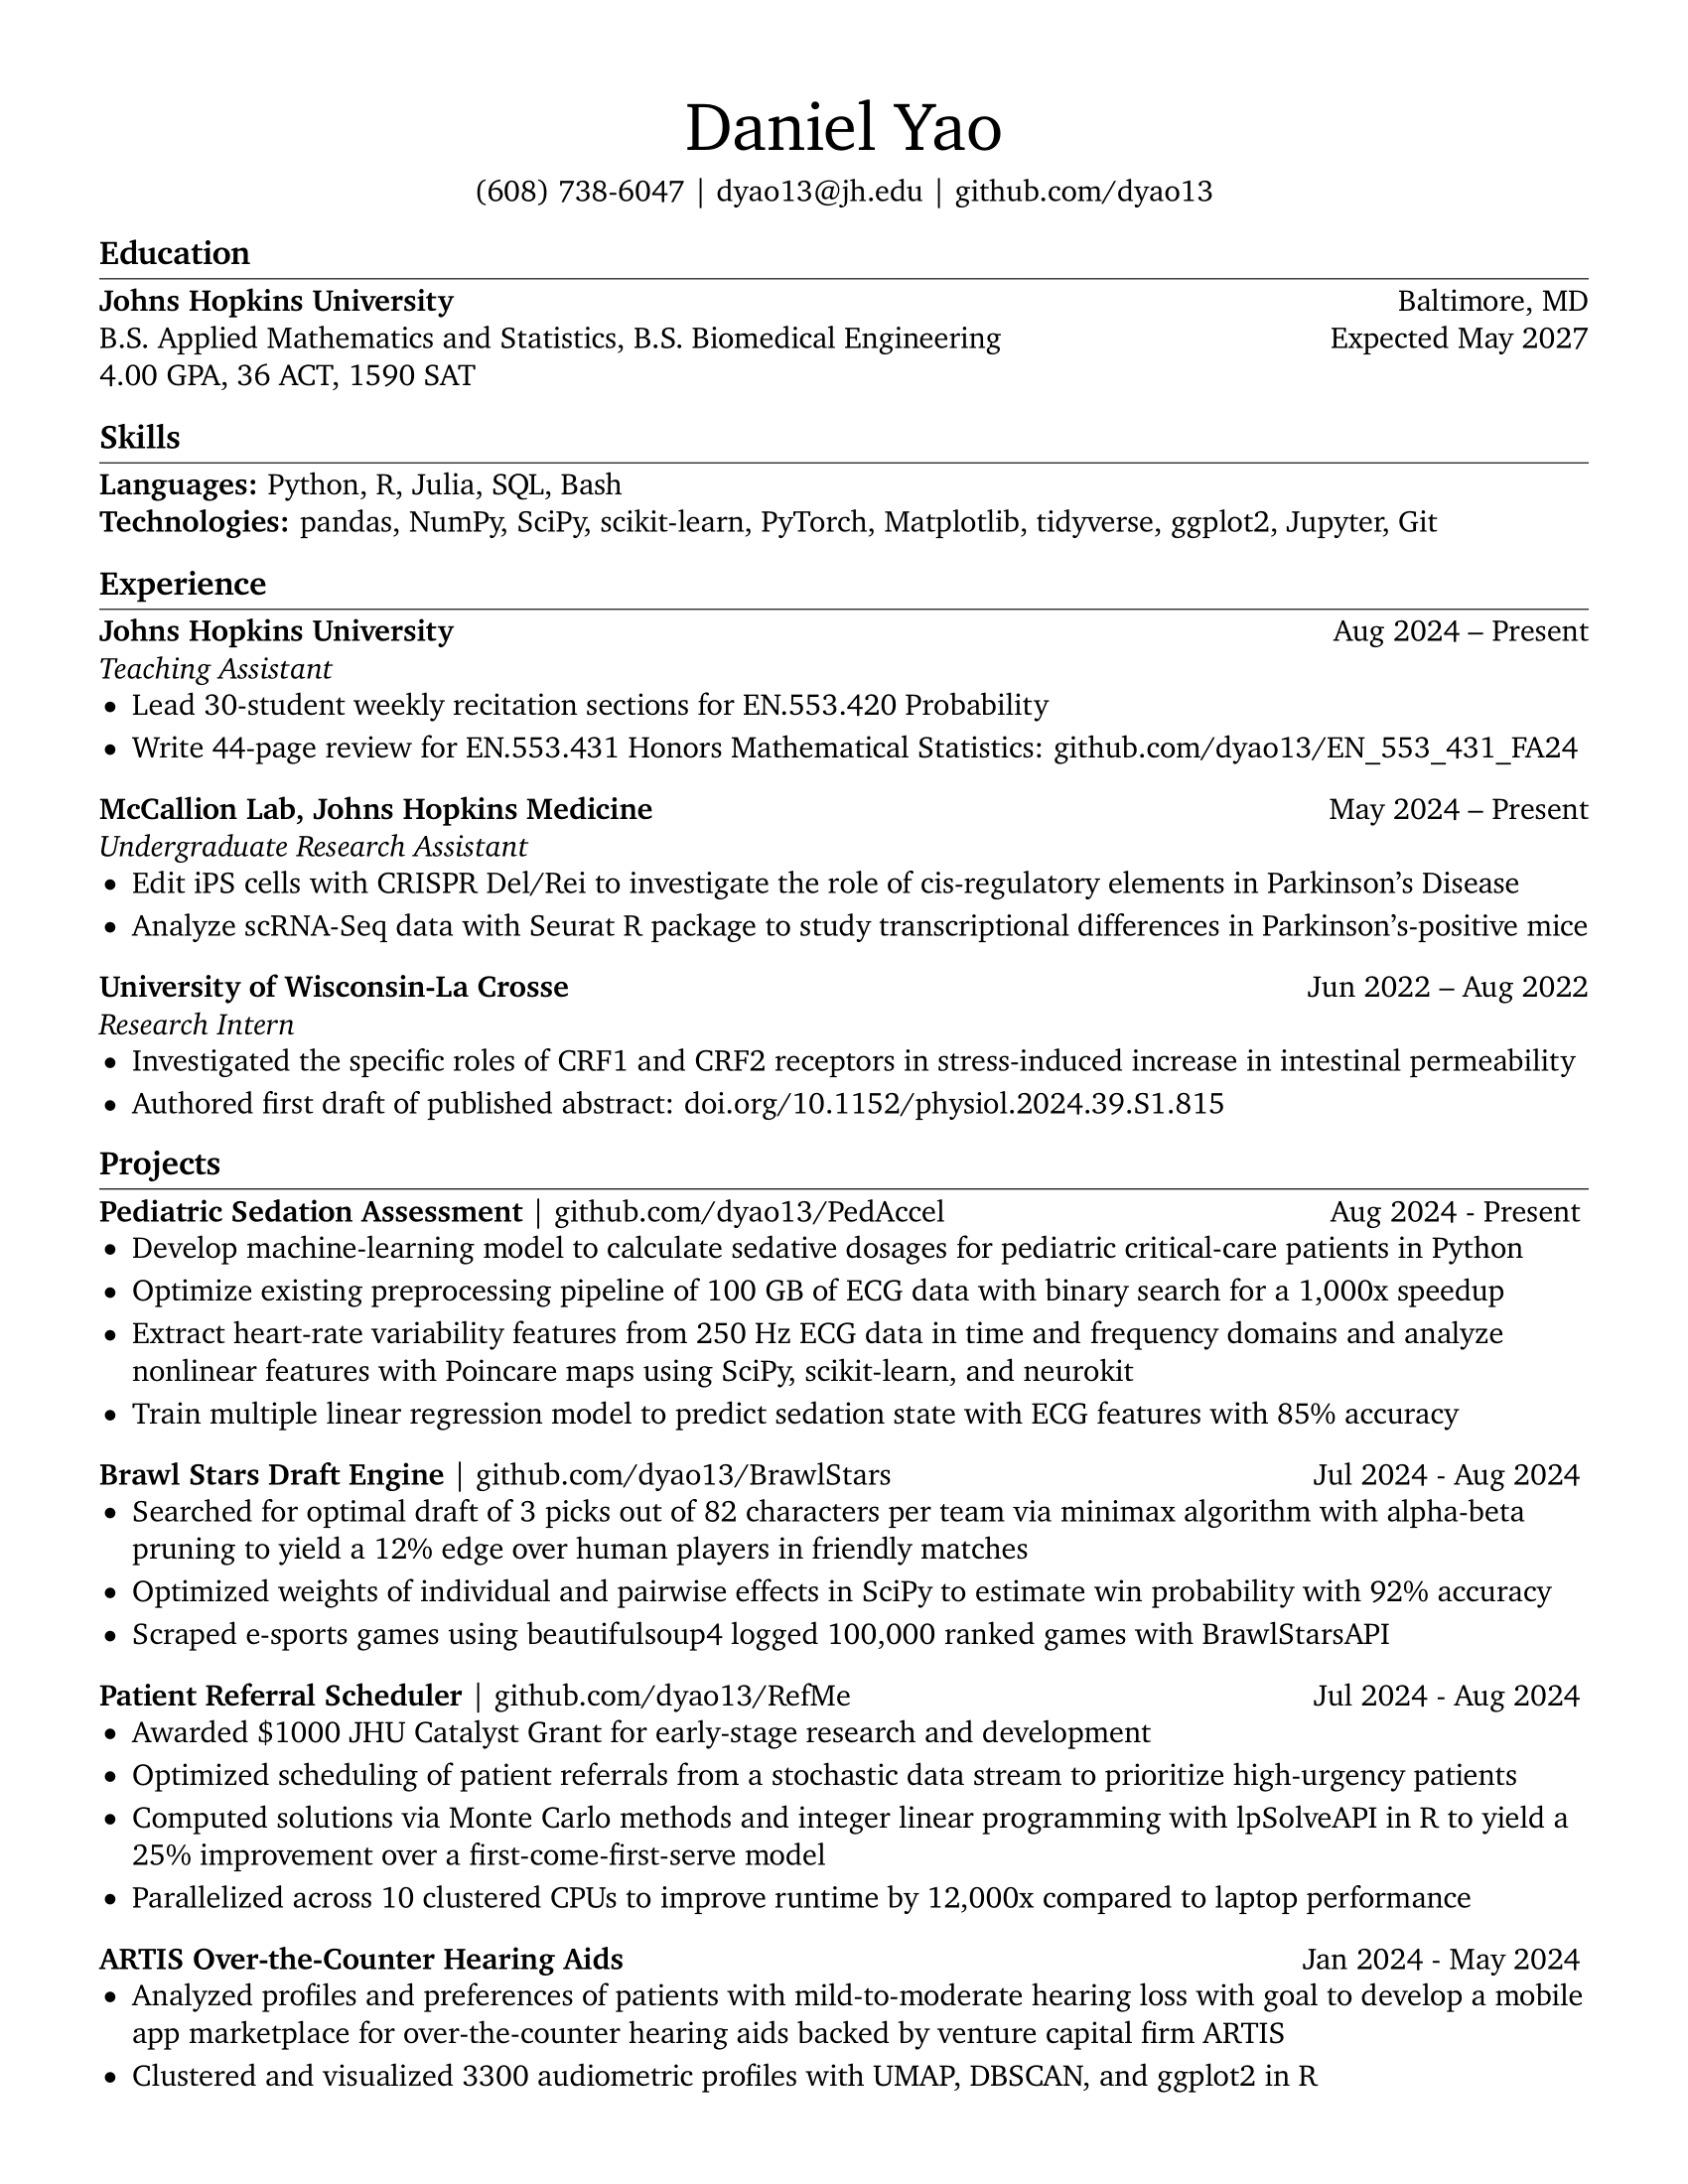 Daniel Yao
(608) 738-6047 | dyao13@jh.edu | github.com/dyao13
Education
Johns Hopkins University Baltimore, MD
B.S. Applied Mathematics and Statistics, B.S. Biomedical Engineering Expected May 2027
4.00 GPA, 36 ACT, 1590 SAT
Skills
Languages: Python, R, Julia, SQL, Bash
Technologies: pandas, NumPy, SciPy, scikit-learn, PyTorch, Matplotlib, tidyverse, ggplot2, Jupyter, Git
Experience
Johns Hopkins University Aug 2024 – Present
Teaching Assistant
• Lead 30-student weekly recitation sections for EN.553.420 Probability
• Write 44-page review for EN.553.431 Honors Mathematical Statistics: github.com/dyao13/EN_553_431_FA24
McCallion Lab, Johns Hopkins Medicine May 2024 – Present
Undergraduate Research Assistant
• Edit iPS cells with CRISPR Del/Rei to investigate the role of cis-regulatory elements in Parkinson’s Disease
• Analyze scRNA-Seq data with Seurat R package to study transcriptional differences in Parkinson’s-positive mice
University of Wisconsin-La Crosse Jun 2022 – Aug 2022
Research Intern
• Investigated the specific roles of CRF1 and CRF2 receptors in stress-induced increase in intestinal permeability
• Authored first draft of published abstract: doi.org/10.1152/physiol.2024.39.S1.815
Projects
Pediatric Sedation Assessment | github.com/dyao13/PedAccel Aug 2024 - Present
• Develop machine-learning model to calculate sedative dosages for pediatric critical-care patients in Python
• Optimize existing preprocessing pipeline of 100 GB of ECG data with binary search for a 1,000x speedup
• Extract heart-rate variability features from 250 Hz ECG data in time and frequency domains and analyze
nonlinear features with Poincare maps using SciPy, scikit-learn, and neurokit
• Train multiple linear regression model to predict sedation state with ECG features with 85% accuracy
Brawl Stars Draft Engine | github.com/dyao13/BrawlStars Jul 2024 - Aug 2024
• Searched for optimal draft of 3 picks out of 82 characters per team via minimax algorithm with alpha-beta
pruning to yield a 12% edge over human players in friendly matches
• Optimized weights of individual and pairwise effects in SciPy to estimate win probability with 92% accuracy
• Scraped e-sports games using beautifulsoup4 logged 100,000 ranked games with BrawlStarsAPI
Patient Referral Scheduler | github.com/dyao13/RefMe Jul 2024 - Aug 2024
• Awarded $1000 JHU Catalyst Grant for early-stage research and development
• Optimized scheduling of patient referrals from a stochastic data stream to prioritize high-urgency patients
• Computed solutions via Monte Carlo methods and integer linear programming with lpSolveAPI in R to yield a
25% improvement over a first-come-first-serve model
• Parallelized across 10 clustered CPUs to improve runtime by 12,000x compared to laptop performance
ARTIS Over-the-Counter Hearing Aids Jan 2024 - May 2024
• Analyzed profiles and preferences of patients with mild-to-moderate hearing loss with goal to develop a mobile
app marketplace for over-the-counter hearing aids backed by venture capital firm ARTIS
• Clustered and visualized 3300 audiometric profiles with UMAP, DBSCAN, and ggplot2 in R